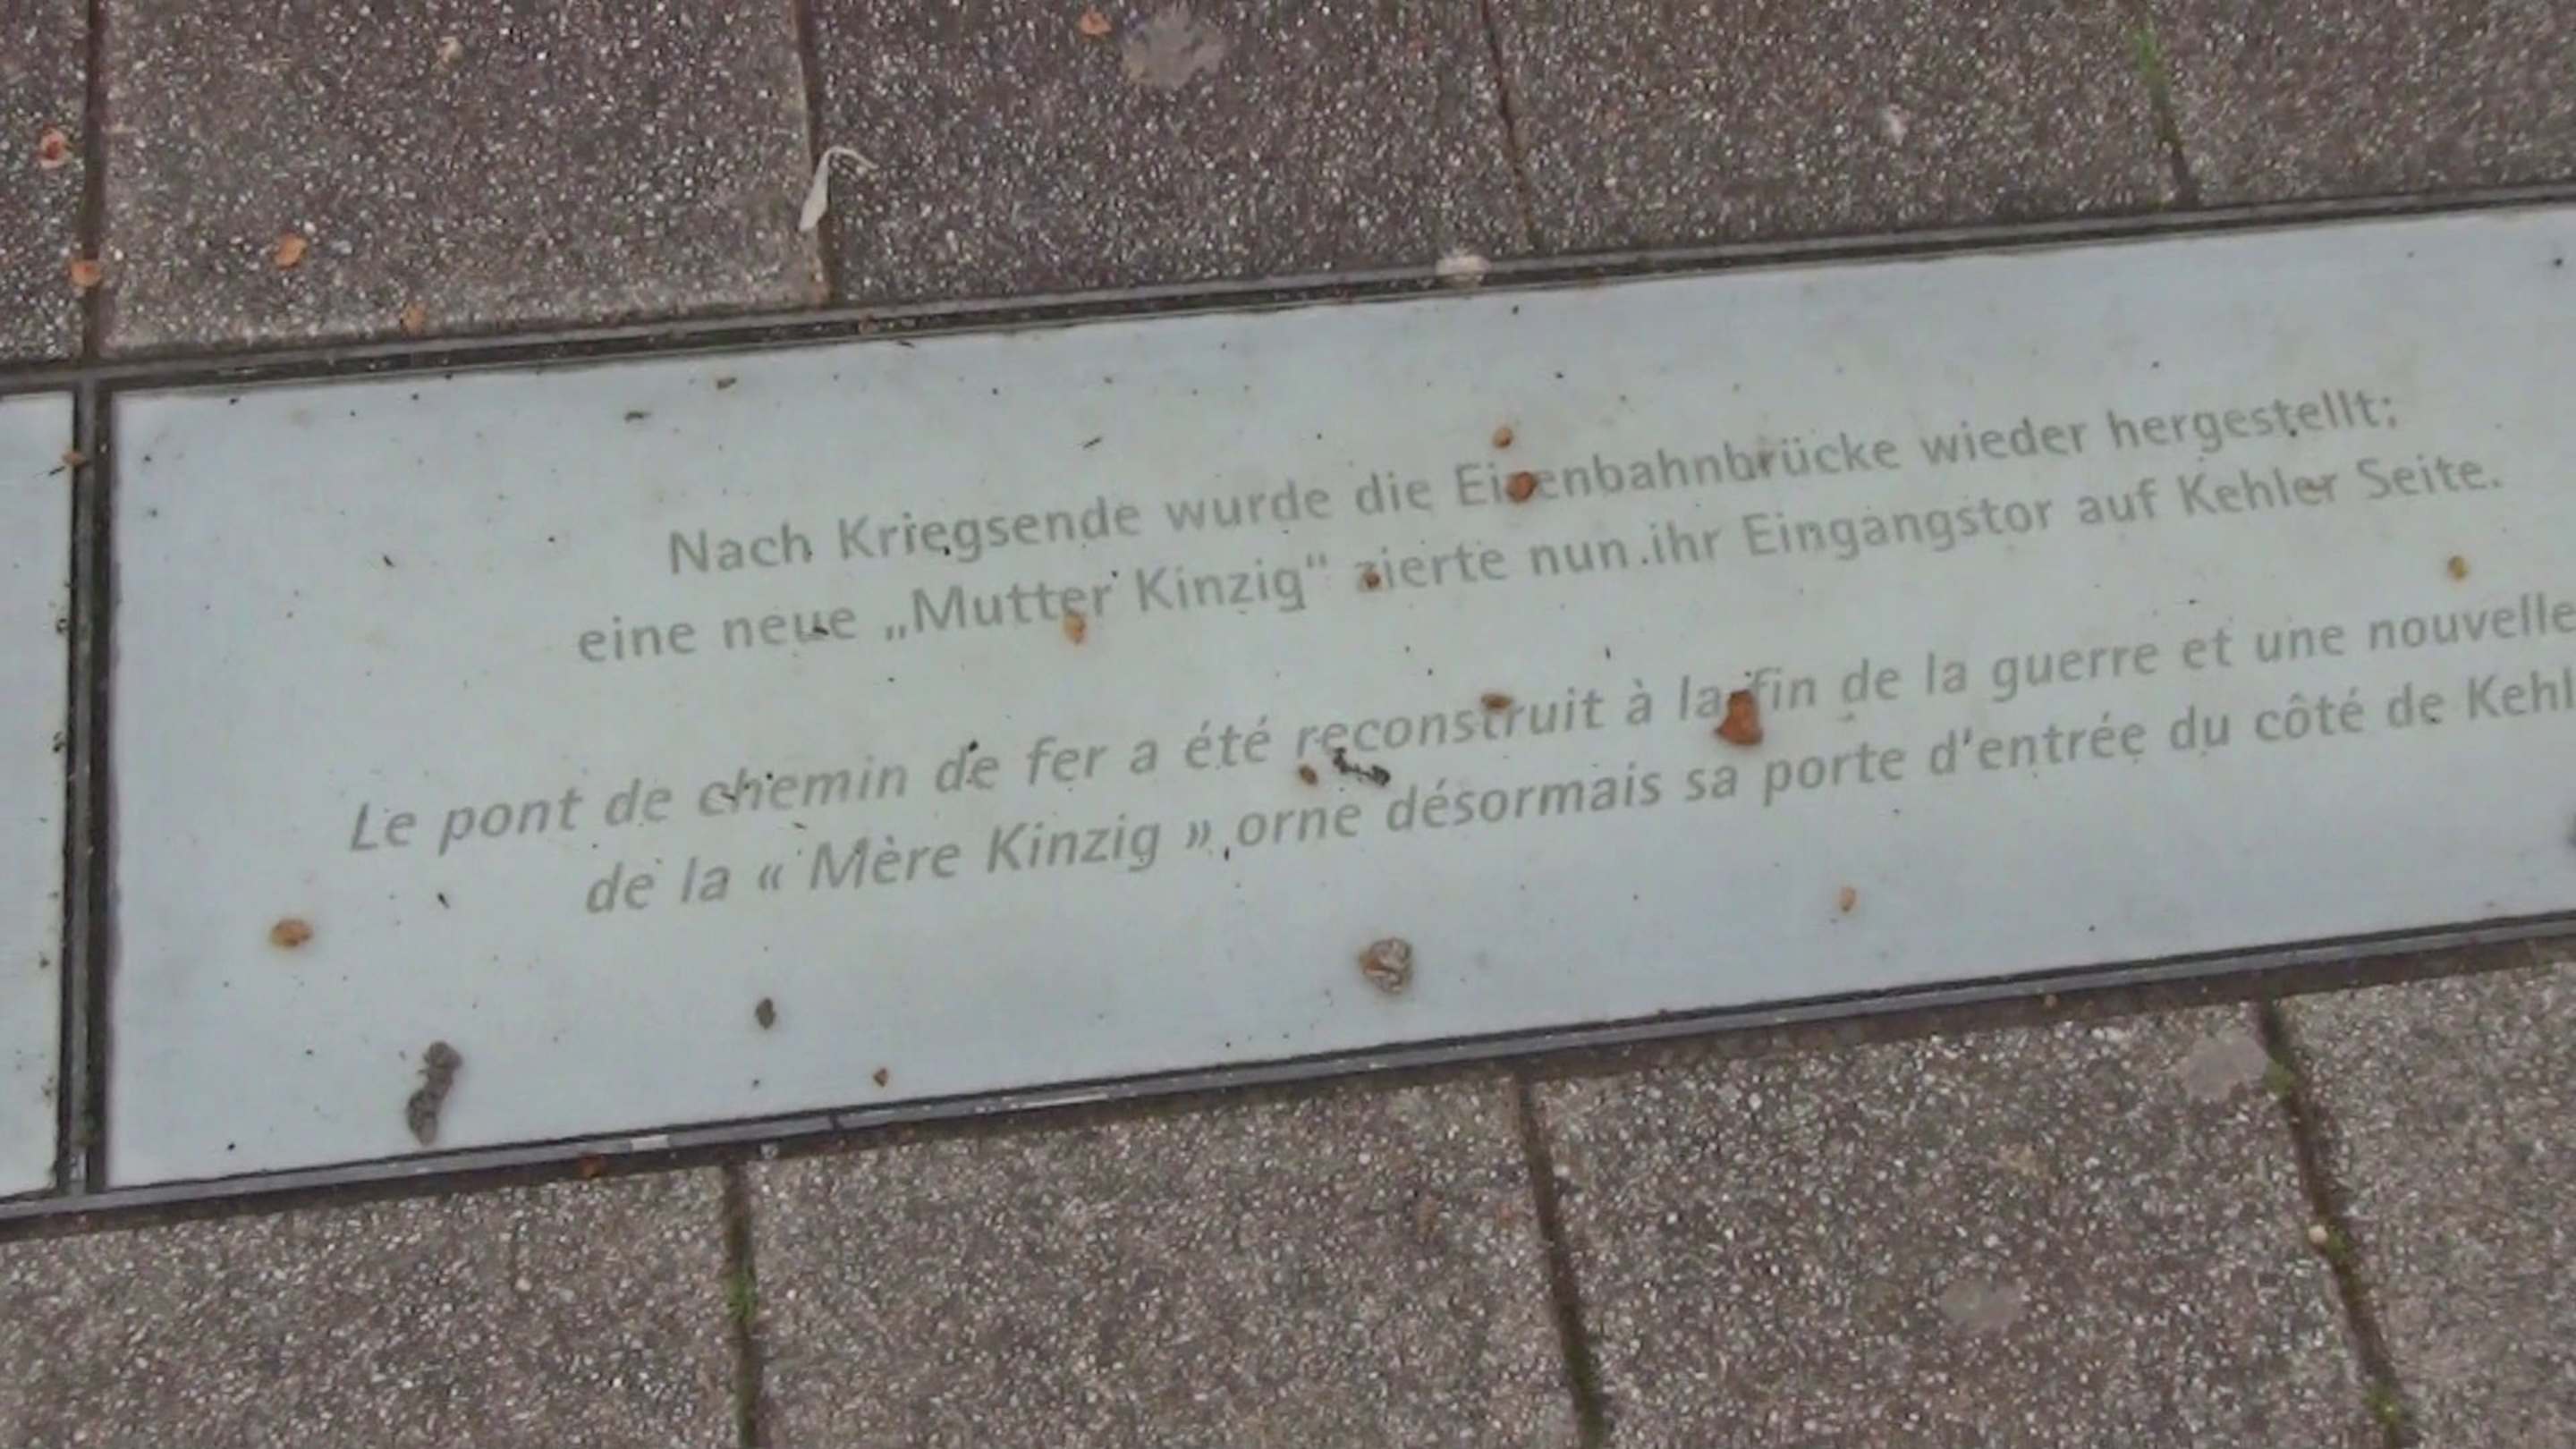 Nach Kriegsende wurde die Eisenbahnbrücke wieder hergestellt;
eine neue „Mutter Kinzig" zierte nun ihr Eingangstor auf Kehler Seite.
Le pont de chemin de fer a été reconstruit à la fin de la guerre et une nouvelle
de la « Mère Kinzig » orne désormais sa porte d'entrée du côté de Kehl